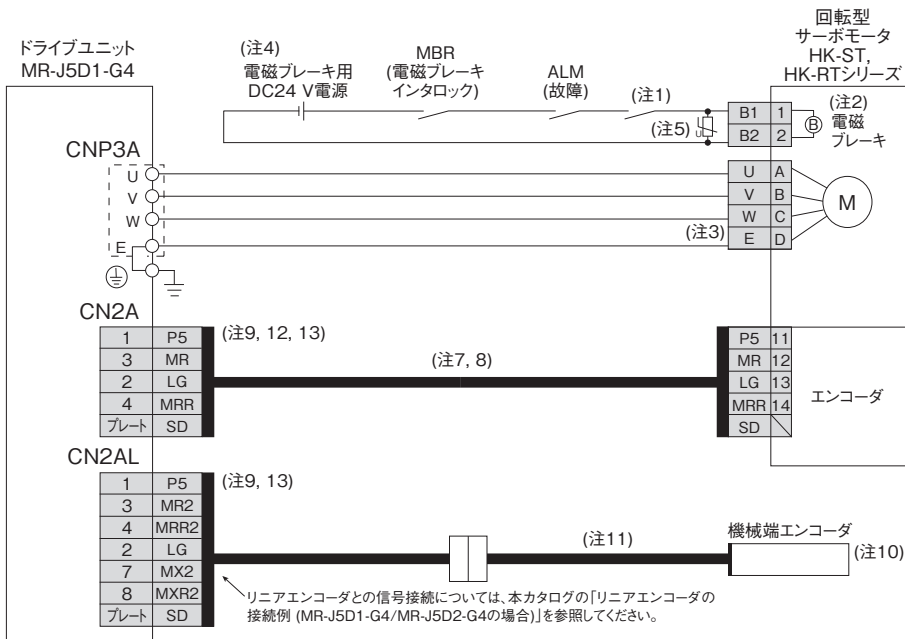 ドライブユニット
MR-J5D1-G4
(注4)
電磁ブレーキ用
DC24 V電源
MBR
(電磁ブレーキ
インタロック)
ALM
(故障)
(注1)
(注5)
U
回転型
サーボモータ
HK-ST,
HK-RTシリーズ
B1 1
B2 2
B
(注2)
電磁
ブレーキ
CNP3A
U
V
W
E
(注3)
U A
V B
W C
E D
M
CN2A
1 P5
3 MR
2 LG
4 MRR
プレート SD
(注9, 12, 13)
(注7, 8)
P5 11
MR 12
LG 13
MRR 14
SD
エンコーダ
CN2AL
1 P5
3 MR2
4 MRR2
2 LG
7 MX2
8 MXR2
プレート SD
(注9, 13)
(注11)
機械端エンコーダ
(注10)
リニアエンコーダとの信号接続については、本カタログの「リニアエンコーダの
接続例 (MR-J5D1-G4/MR-J5D2-G4の場合)」を参照してください。